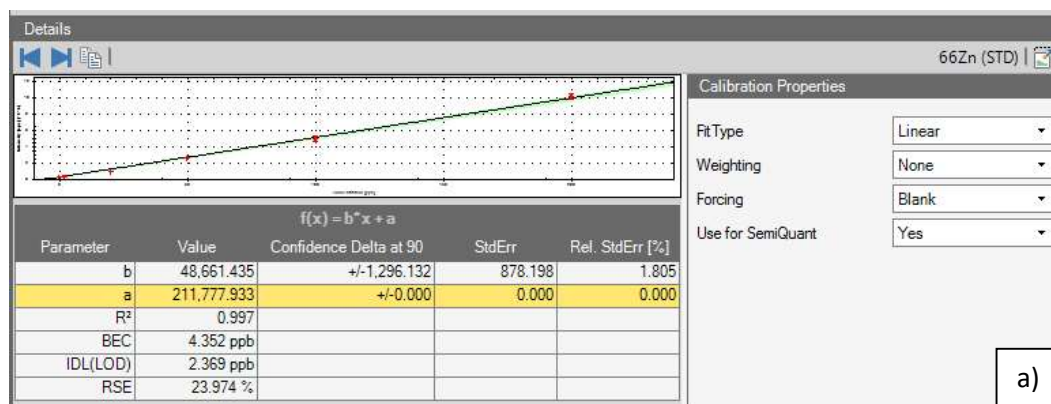 Details
66Zn (STD)
Calibration Properties
Fit Type Linear
Weighting None
Forcing Blank
Use for SemiQuant Yes
f(x) = b*x + a
Parameter Value Confidence Delta at 90 StdErr Rel. StdErr [%]
b 48,661.435 +/-1,296.132 878.198 1.805
a 211,777.933 +/-0.000 0.000 0.000
R² 0.997
BEC 4.352 ppb
IDL(LOD) 2.369 ppb
RSE 23.974 %
a)